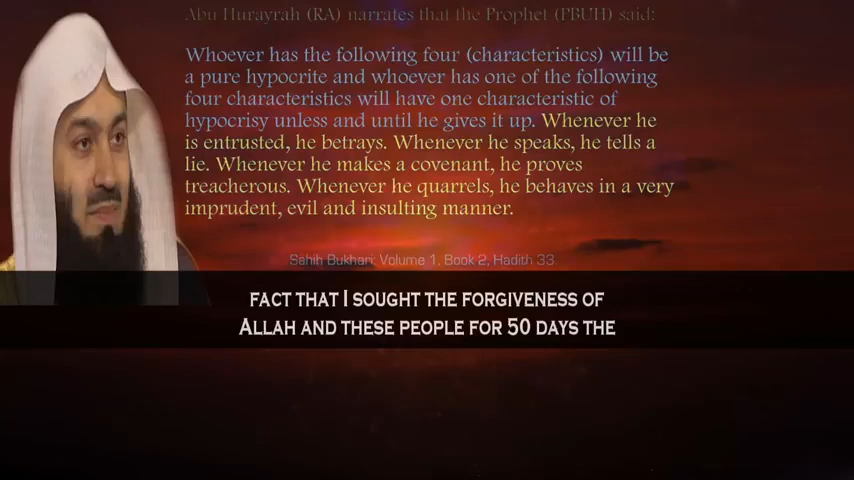 Abu Hurayrah (RA) narrates that the Prophet (PBUH) said:
Whoever has the following four (characteristics) will be
a pure hypocrite and whoever has one of the following
four characteristics will have one characteristic of
hypocrisy unless and until he gives it up. Whenever he
is entrusted, he betrays. Whenever he speaks, he tells a
lie. Whenever he makes a covenant, he proves
treacherous. Whenever he quarrels, he behaves in a very
imprudent, evil and insulting manner.
Sahih Bukhari: Volume 1, Book 2, Hadith 33
FACT THAT I SOUGHT THE FORGIVENESS OF
ALLAH AND THESE PEOPLE FOR 50 DAYS THE